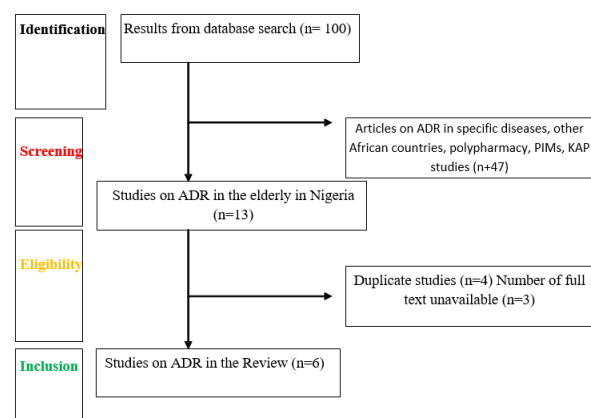 Identification
Results from database search (n= 100)
Screening
Articles on ADR in specific diseases, other
African countries, polypharmacy, PIMs, KAP
studies (n+47)
Studies on ADR in the elderly in Nigeria
(n=13)
Eligibility
Duplicate studies (n=4) Number of full
text unavailable (n=3)
Inclusion
Studies on ADR in the Review (n=6)